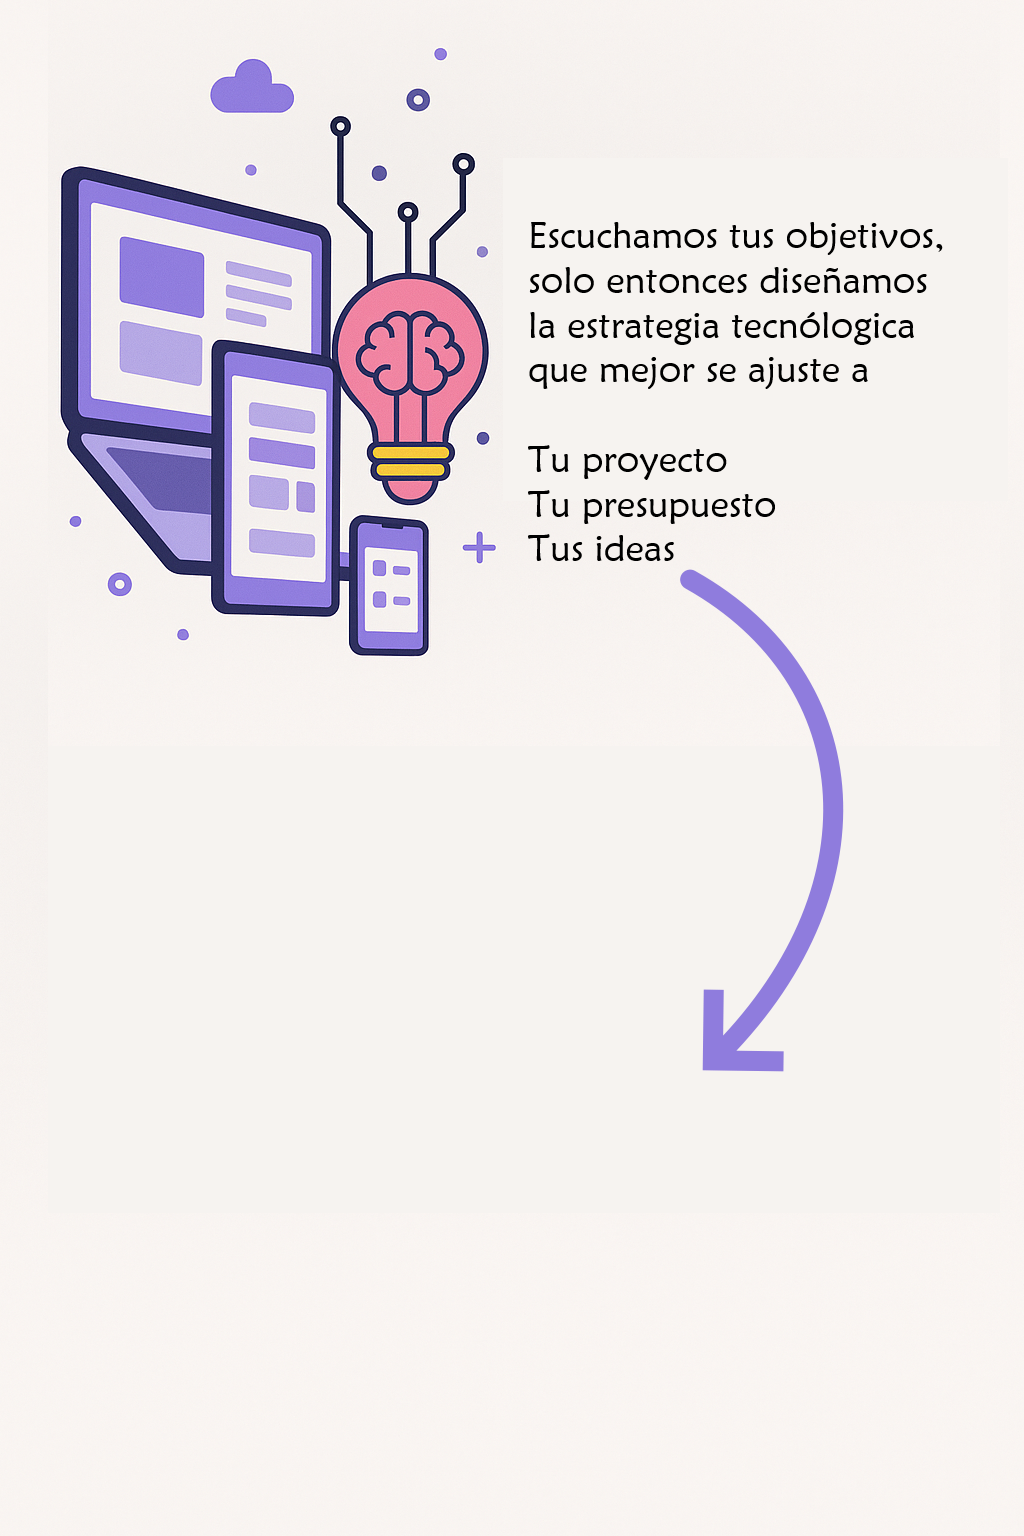 Escuchamos tus objetivos,
solo entonces diseñamos
la estrategia tecnólogica
que mejor se ajuste a
Tu proyecto
Tu presupuesto
Tus ideas